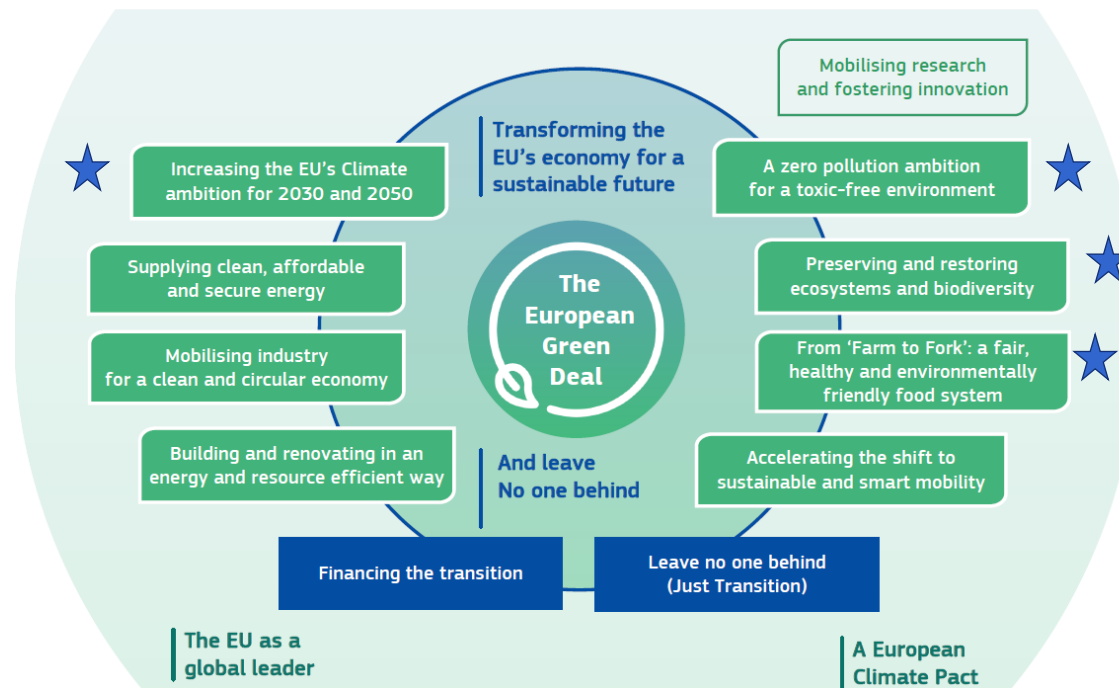 Mobilising research
and fostering innovation
Transforming the
EU's economy for a
sustainable future
Increasing the EU's Climate
ambition for 2030 and 2050
A zero pollution ambition
for a toxic-free environment
Supplying clean, affordable
and secure energy
Preserving and restoring
ecosystems and biodiversity
The
European
Green
Deal
Mobilising industry
for a clean and circular economy
From ‘Farm to Fork’: a fair,
healthy and environmentally
friendly food system
Building and renovating in an
energy and resource efficient way
And leave
No one behind
Accelerating the shift to
sustainable and smart mobility
Financing the transition
Leave no one behind
(Just Transition)
The EU as a
global leader
A European
Climate Pact